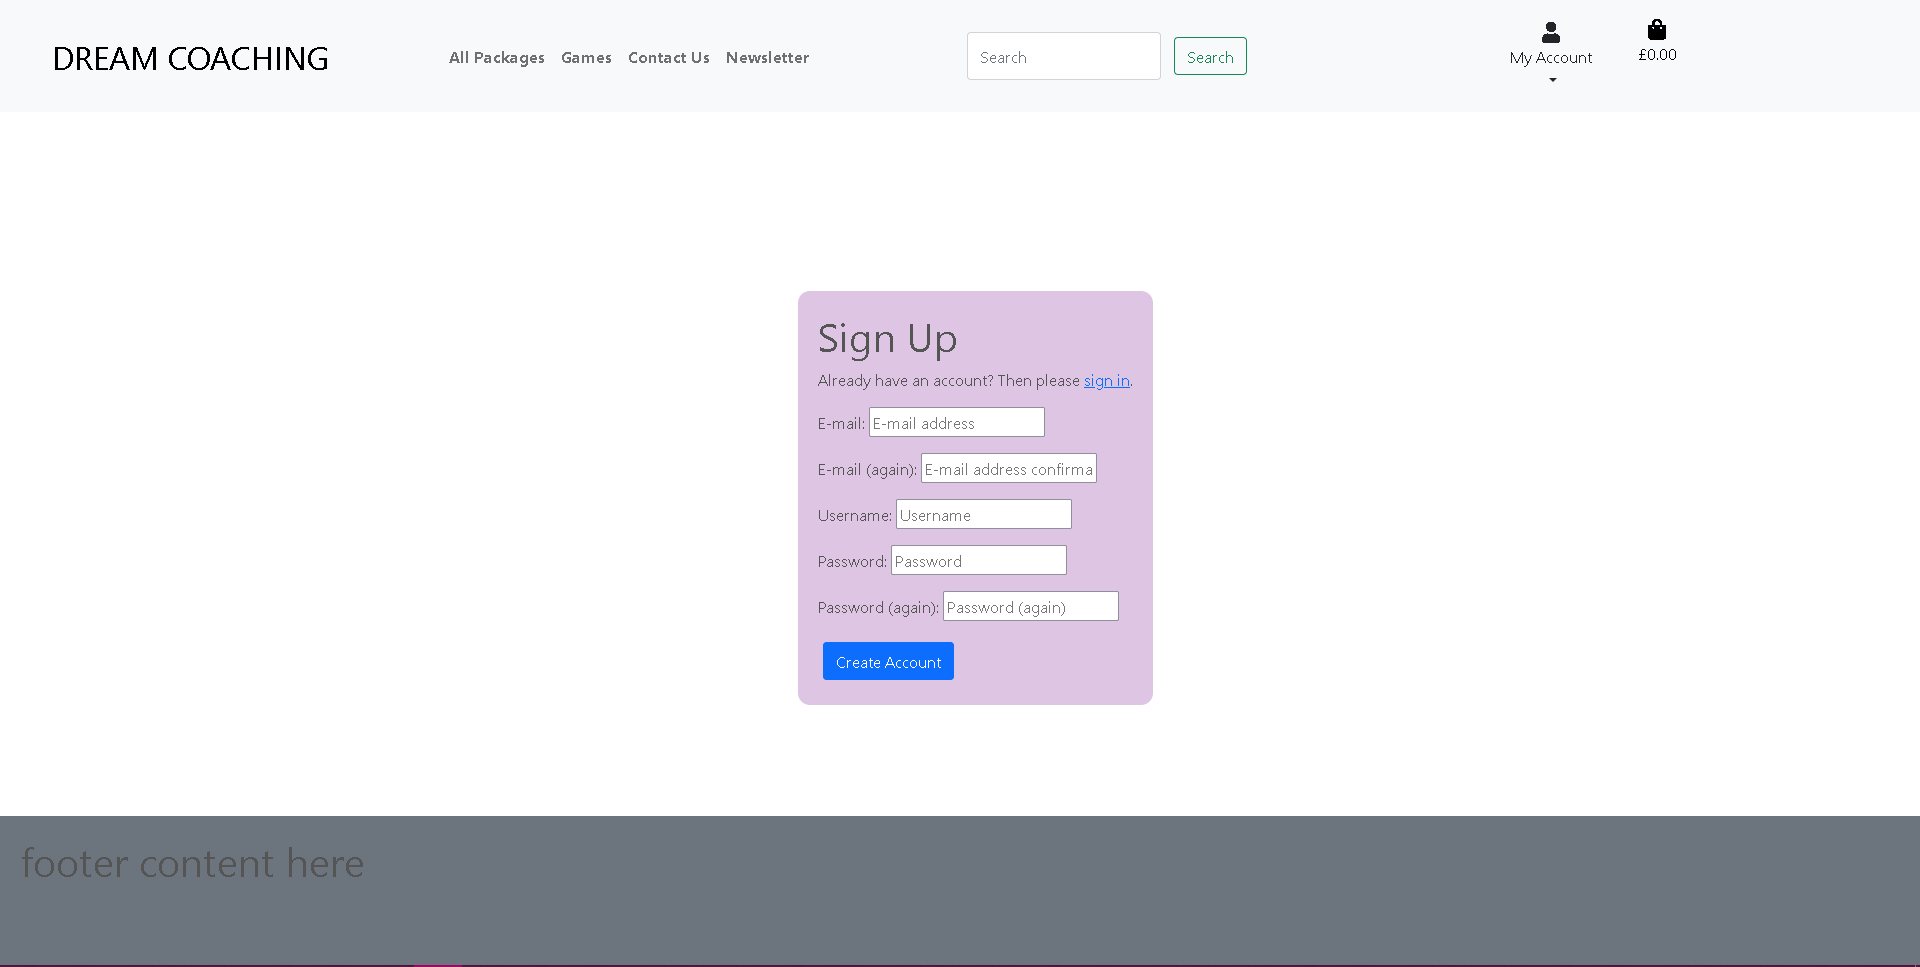 DREAM COACHING
All Packages Games Contact Us Newsletter
Search
Search
My Account
£0.00
Sign Up
Already have an account? Then please sign in.
E-mail: E-mail address
E-mail (again): E-mail address confirma
Username: Username
Password: Password
Password (again): Password (again)
Create Account
footer content here